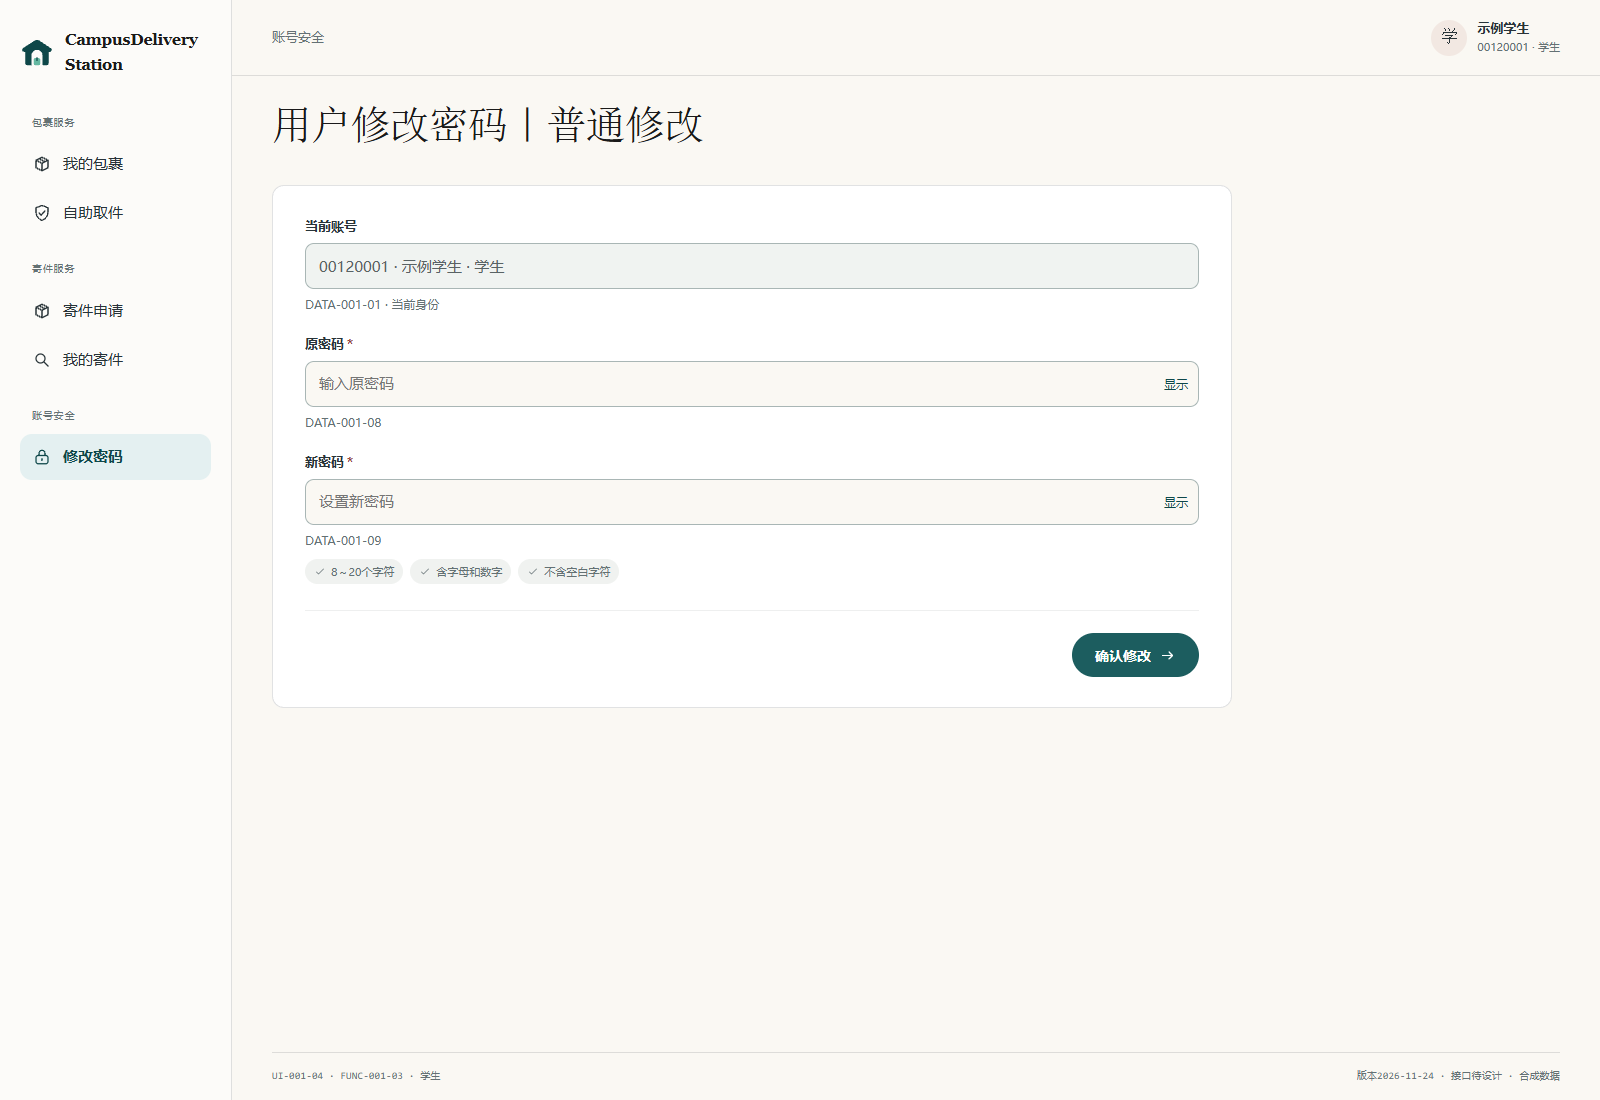 CampusDelivery
Station
包裹服务
我的包裹
自助取件
寄件服务
寄件申请
我的寄件
账号安全
修改密码
账号安全
学
示例学生
00120001 · 学生
用户修改密码丨普通修改
当前账号
00120001 · 示例学生 · 学生
DATA-001-01 · 当前身份
原密码 *
输入原密码
显示
DATA-001-08
新密码 *
设置新密码
显示
DATA-001-09
8～20个字符
含字母和数字
不含空白字符
确认修改 →
UI-001-04 · FUNC-001-03 · 学生
版本2026-11-24 · 接口待设计 · 合成数据